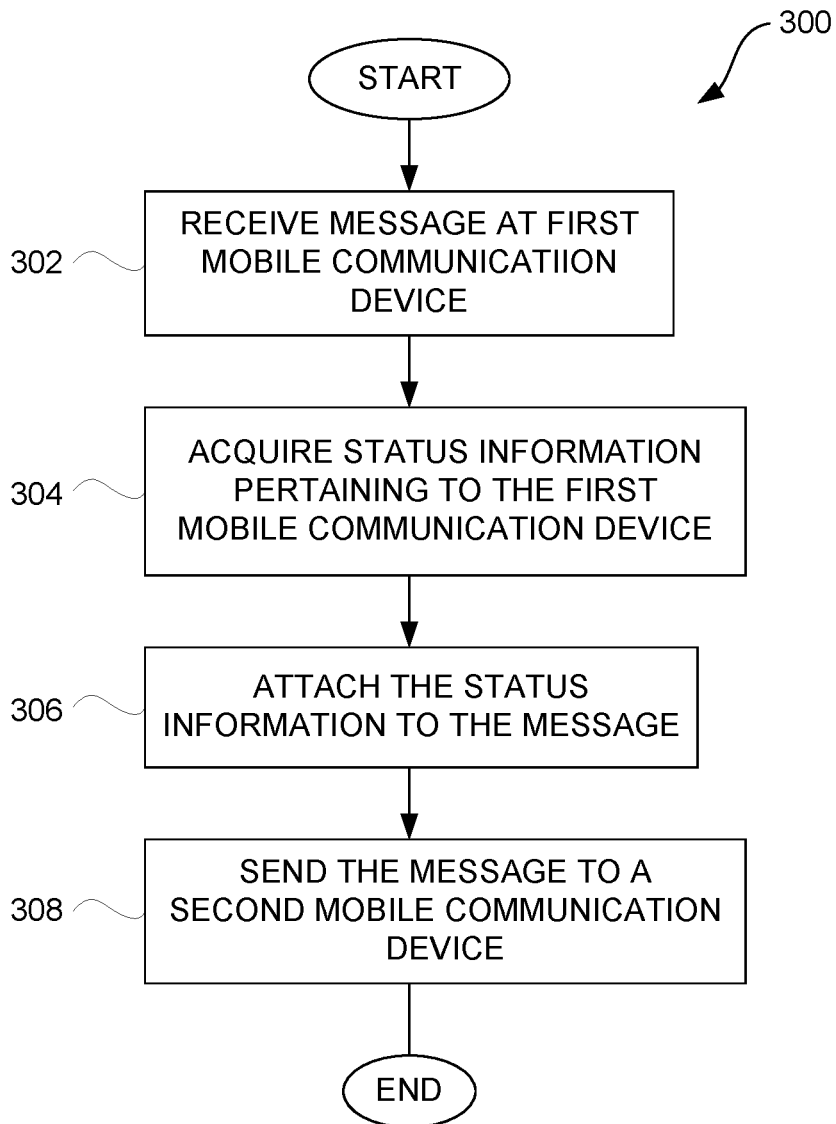 300
START
302
RECEIVE MESSAGE AT FIRST
MOBILE COMMUNICATIION
DEVICE
304
ACQUIRE STATUS INFORMATION
PERTAINING TO THE FIRST
MOBILE COMMUNICATION DEVICE
306
ATTACH THE STATUS
INFORMATION TO THE MESSAGE
308
SEND THE MESSAGE TO A
SECOND MOBILE COMMUNICATION
DEVICE
END